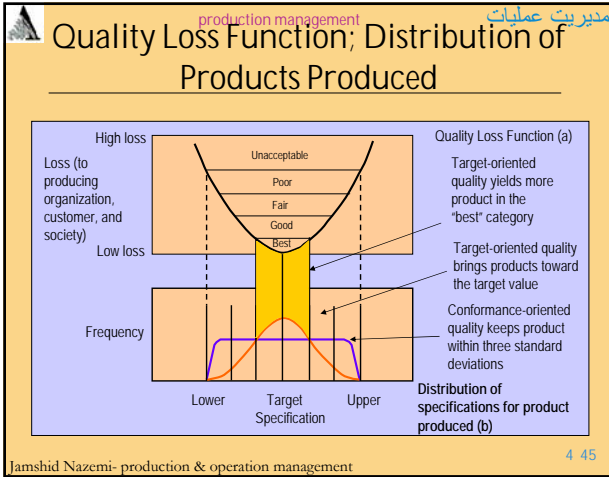 production management
مديريت عمليات
Quality Loss Function; Distribution of
Products Produced
High loss
Loss (to
producing
organization,
customer, and
society)
Low loss
Unacceptable
Poor
Fair
Good
Best
Quality Loss Function (a)
Target-oriented
quality yields more
product in the
"best" category
Target-oriented quality
brings products toward
the target value
Conformance-oriented
quality keeps product
within three standard
deviations
Frequency
Lower
Target
Upper
Specification
Distribution of
specifications for product
produced (b)
Jamshid Nazemi- production & operation management
4 45